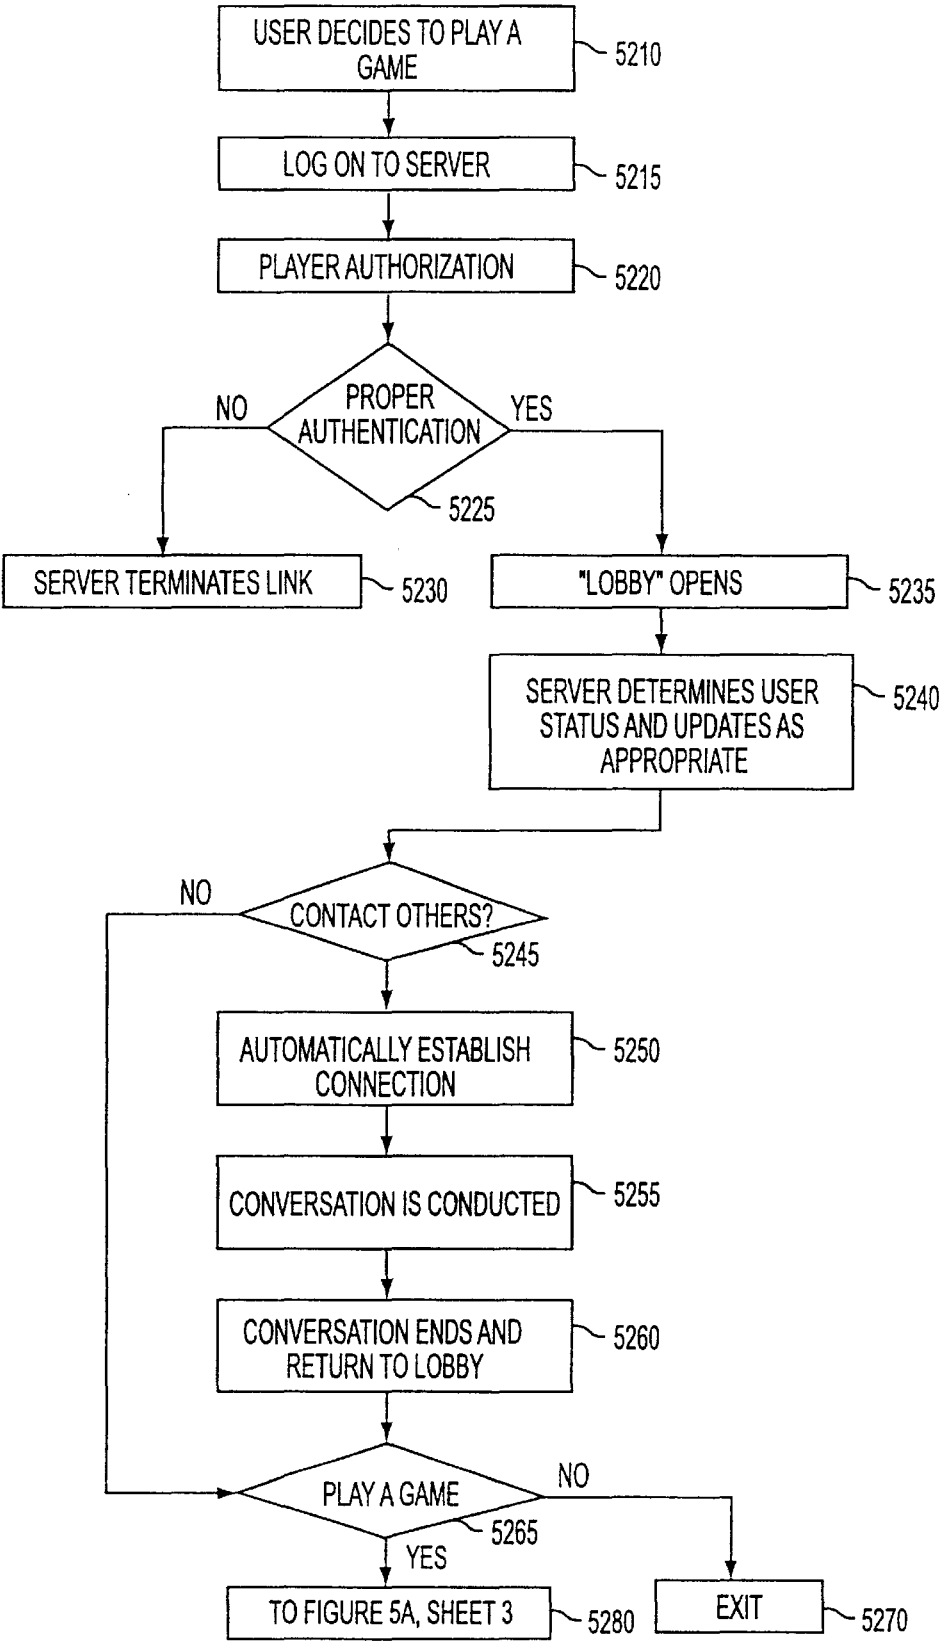 USER DECIDES TO PLAY A
GAME
5210
LOG ON TO SERVER
5215
PLAYER AUTHORIZATION
5220
PROPER
AUTHENTICATION
NO
YES
5225
SERVER TERMINATES LINK
5230
"LOBBY" OPENS
5235
SERVER DETERMINES USER
STATUS AND UPDATES AS
APPROPRIATE
5240
NO
CONTACT OTHERS?
5245
AUTOMATICALLY ESTABLISH
CONNECTION
5250
CONVERSATION IS CONDUCTED
5255
CONVERSATION ENDS AND
RETURN TO LOBBY
5260
PLAY A GAME
NO
5265
YES
TO FIGURE 5A, SHEET 3
5280
EXIT
5270